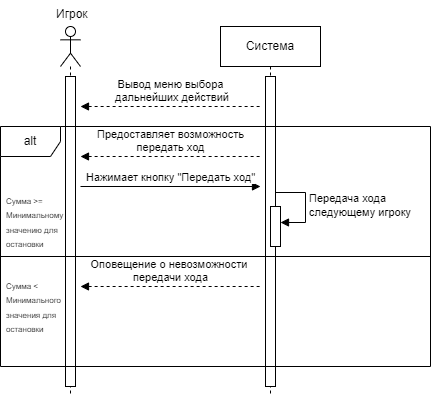 Игрок
Система
Вывод меню выбора
дальнейших действий
alt
Предоставляет возможность
передать ход
Нажимает кнопку "Передать ход"
Передача хода
следующему игроку
Сумма >=
Минимальному
значению для
остановки
Оповещение о невозможности
передачи хода
Сумма <
Минимального
значения для
остановки